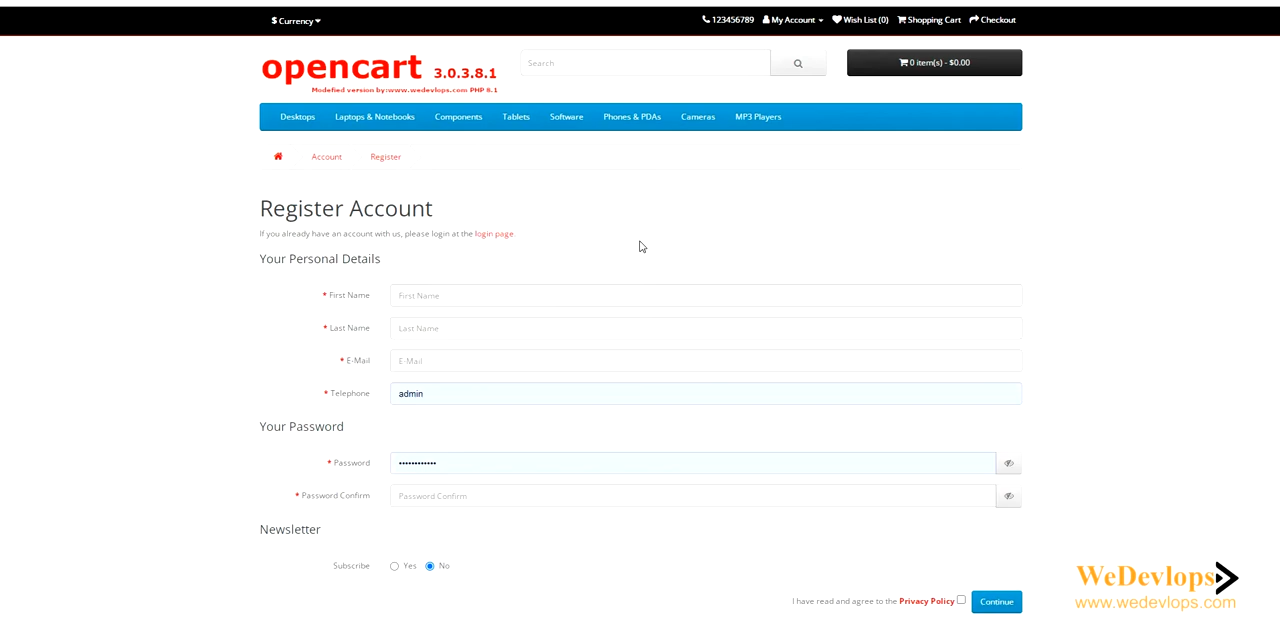 $ Currency
123456789 My Account Wish List (0) Shopping Cart Checkout
opencart 3.0.3.8.1
Modefied version by:www.wedevlops.com PHP 8.1
Search
0 item(s) - $0.00
Desktops Laptops & Notebooks Components Tablets Software Phones & PDAs Cameras MP3 Players
Account Register
Register Account
If you already have an account with us, please login at the login page
Your Personal Details
* First Name First Name
* Last Name Last Name
* E-Mail E-Mail
* Telephone admin
Your Password
* Password ••••••••••••
* Password Confirm Password Confirm
Newsletter
Subscribe Yes No
I have read and agree to the Privacy Policy Continue
WeDevlops
www.wedevlops.com